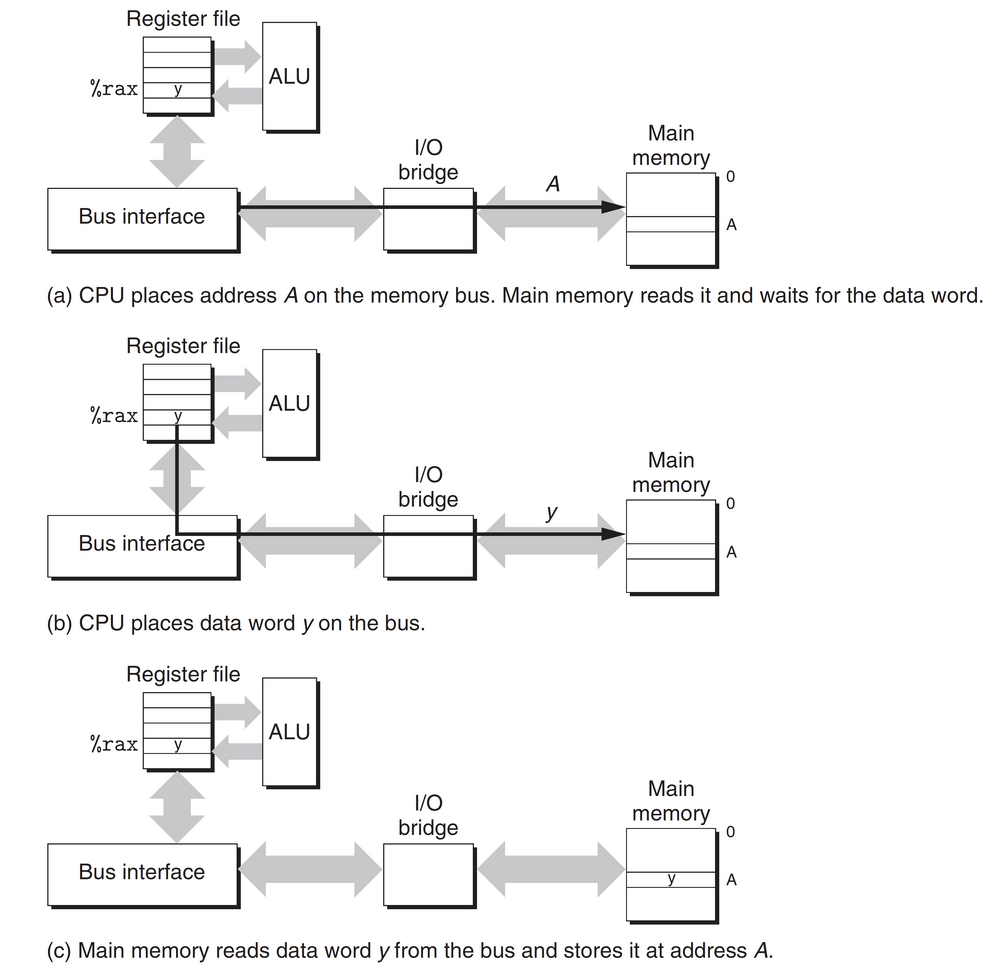 Register file
%rax
y
ALU
I/O
bridge
Main
memory
0
A
Bus interface
A
(a) CPU places address A on the memory bus. Main memory reads it and waits for the data word.
Register file
%rax
y
ALU
I/O
bridge
Main
memory
0
y
Bus interface
A
(b) CPU places data word y on the bus.
Register file
%rax
y
ALU
I/O
bridge
Main
memory
0
Bus interface
y
A
(c) Main memory reads data word y from the bus and stores it at address A.